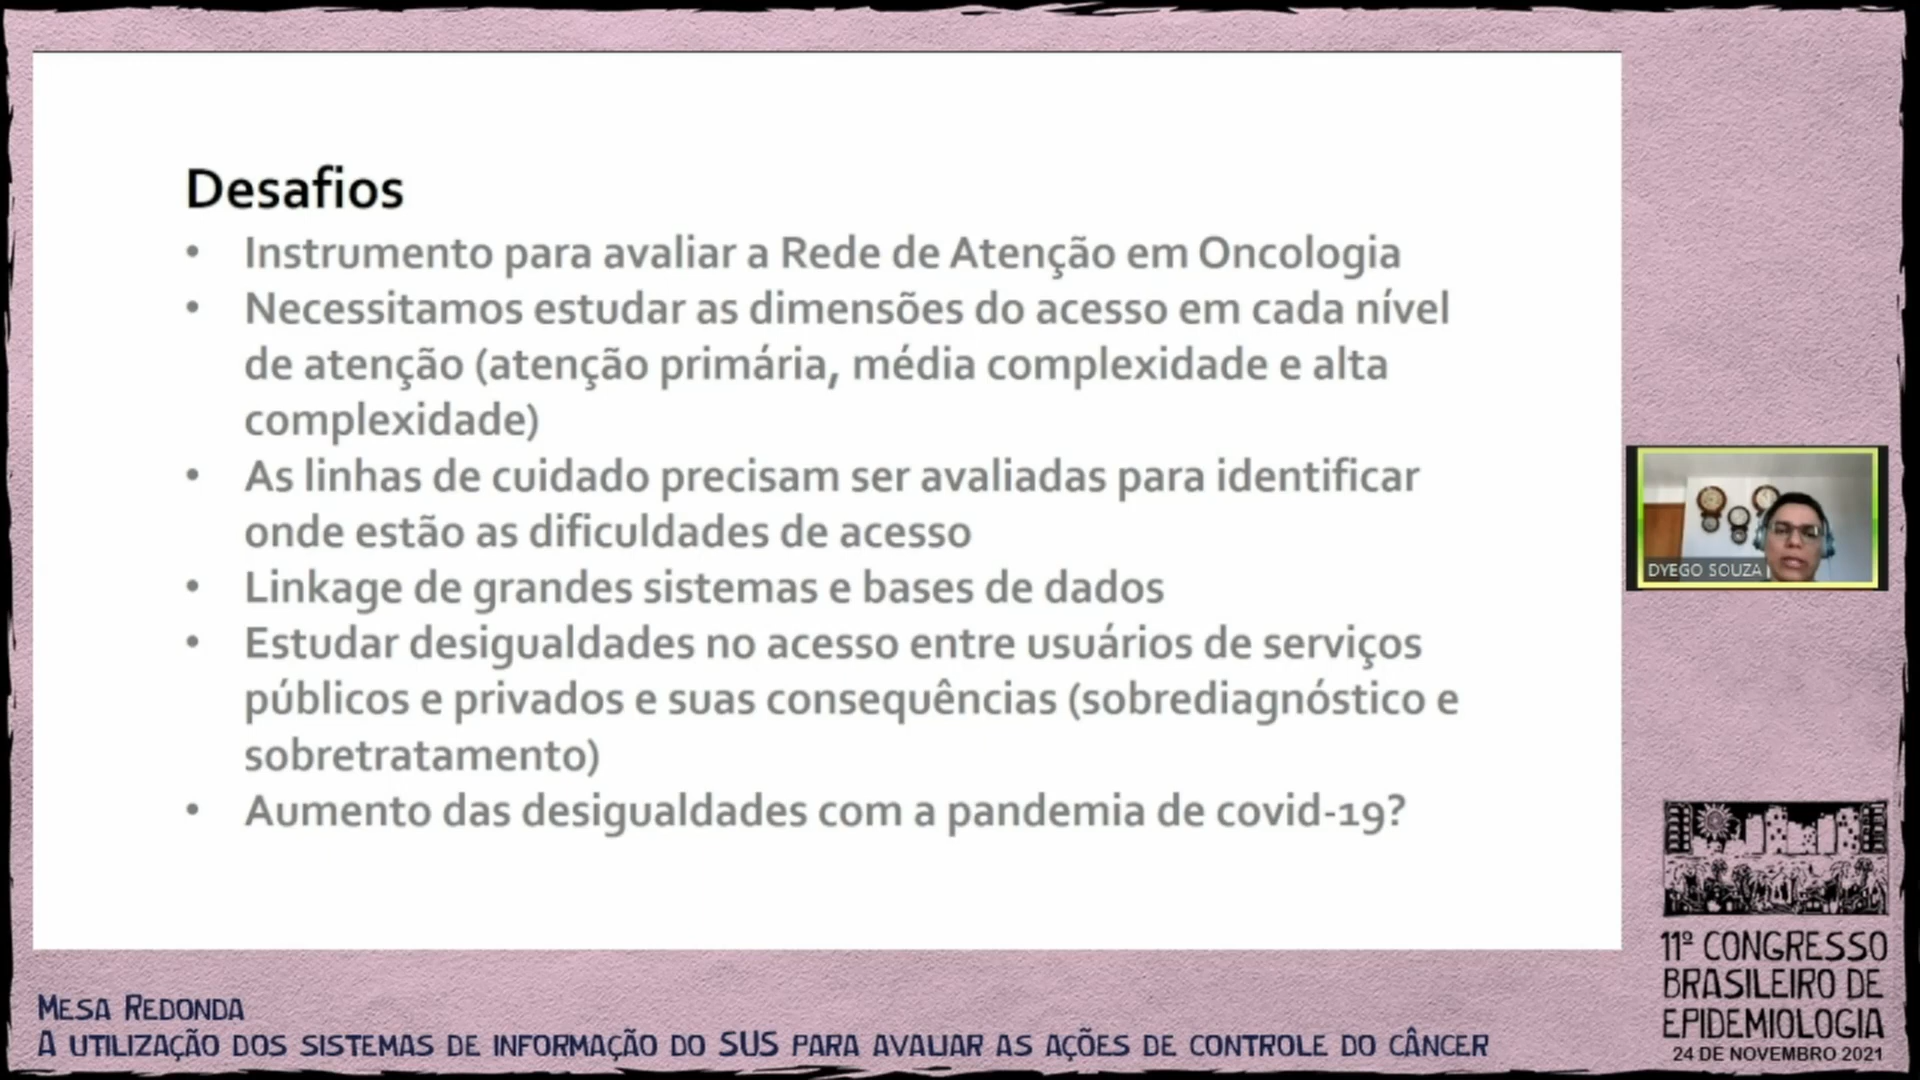 Desafios
• Instrumento para avaliar a Rede de Atenção em Oncologia
• Necessitamos estudar as dimensões do acesso em cada nível
de atenção (atenção primária, média complexidade e alta
complexidade)
• As linhas de cuidado precisam ser avaliadas para identificar
onde estão as dificuldades de acesso
• Linkage de grandes sistemas e bases de dados
• Estudar desigualdades no acesso entre usuários de serviços
públicos e privados e suas consequências (sobrediagnóstico e
sobretratamento)
• Aumento das desigualdades com a pandemia de covid-19?
DYEGO SOUZA
MESA REDONDA
A UTILIZAÇÃO DOS SISTEMAS DE INFORMAÇÃO DO SUS PARA AVALIAR AS AÇÕES DE CONTROLE DO CÂNCER
11º CONGRESSO
BRASILEIRO DE
EPIDEMIOLOGIA
24 DE NOVEMBRO 2021